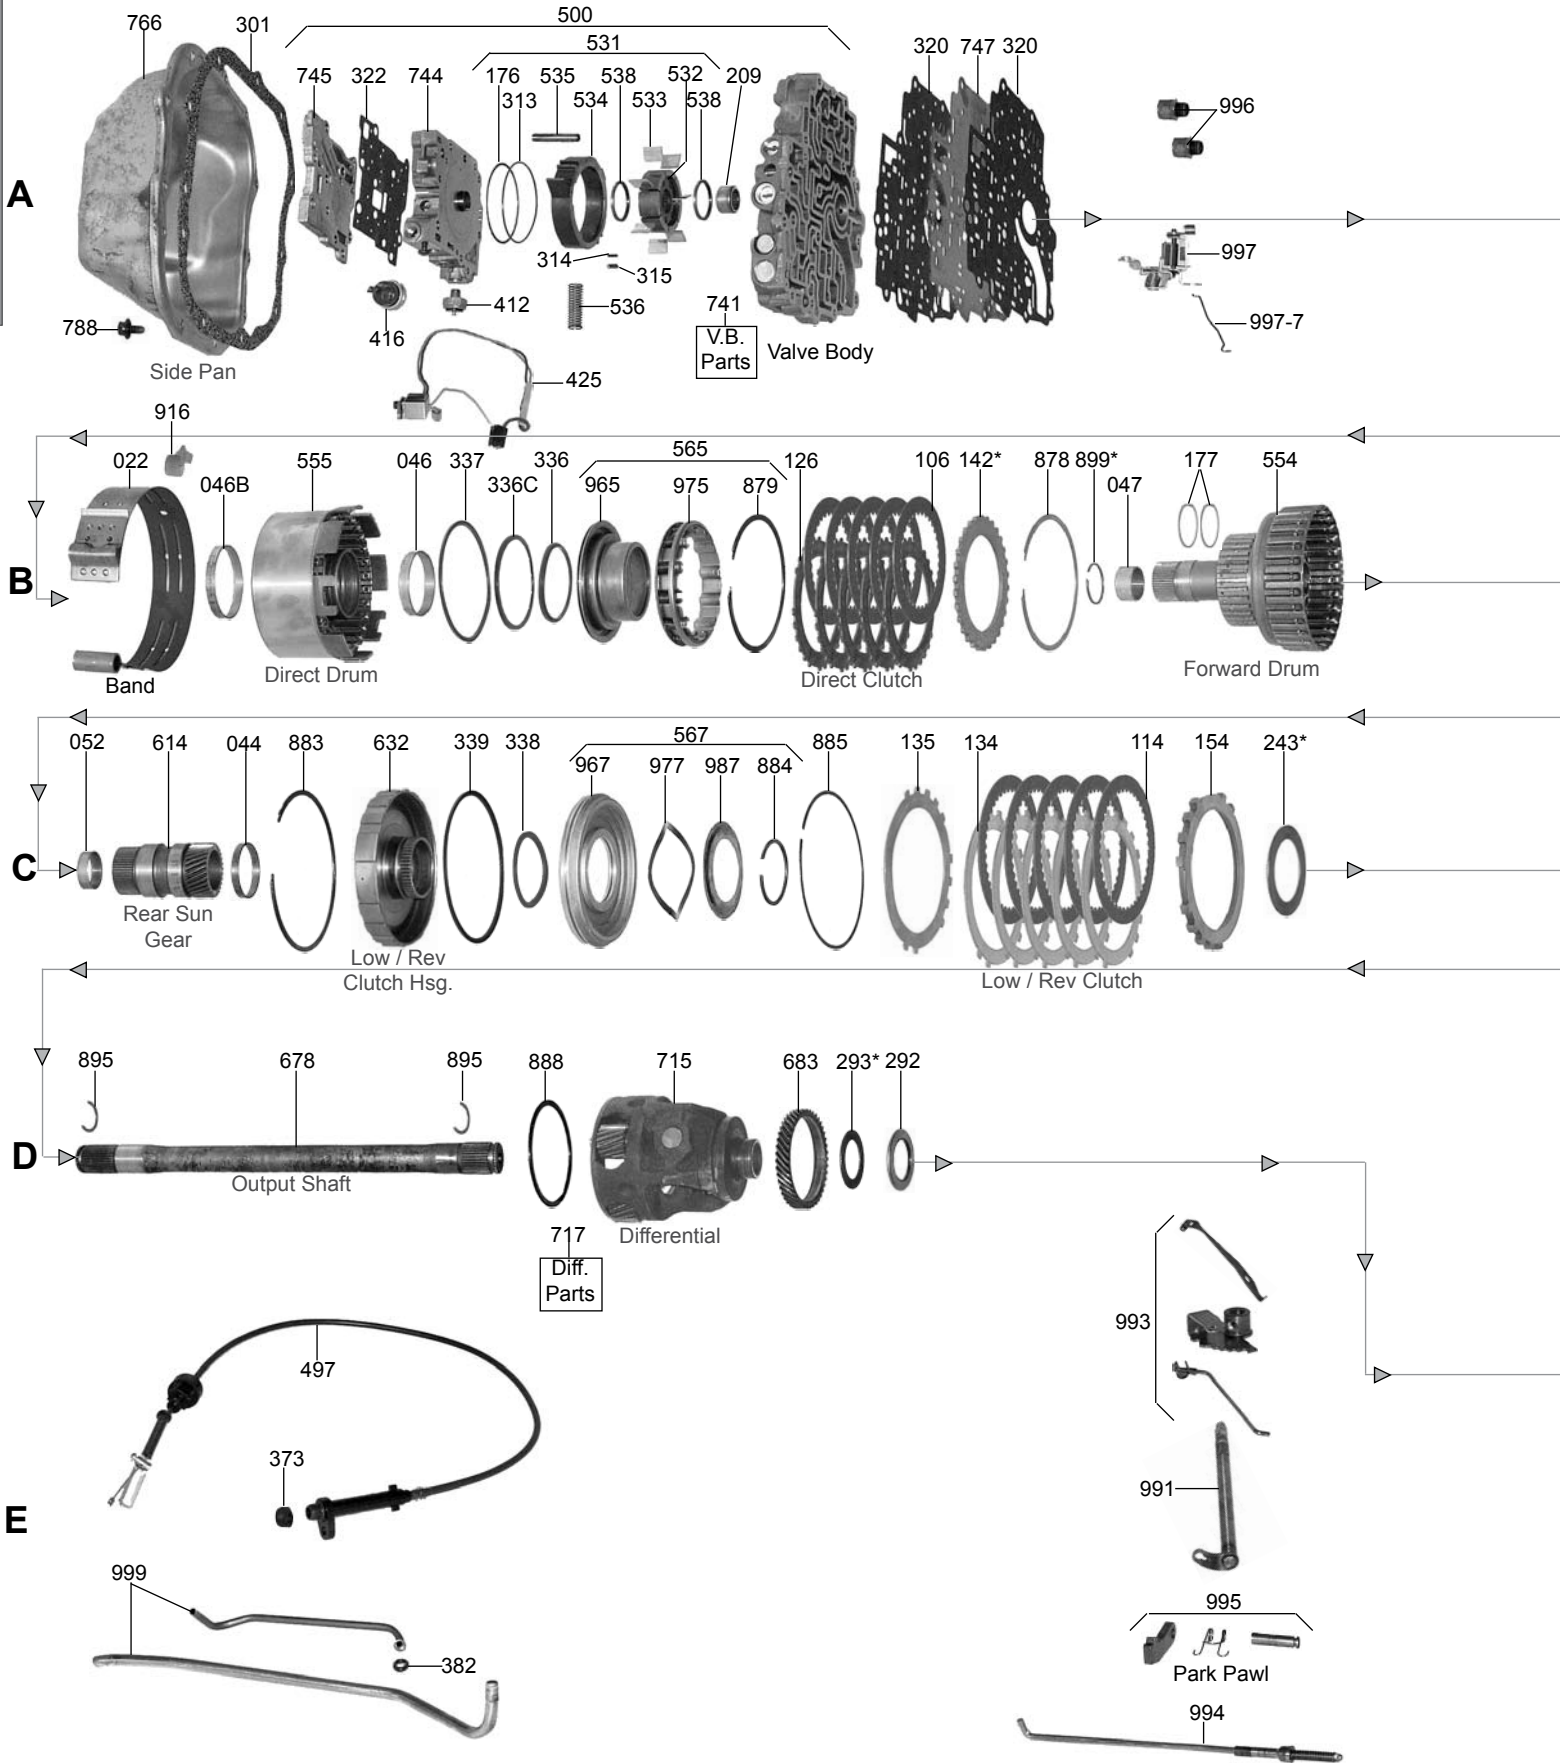 500
766 301
531 320 747 320
745 322 744 176 535 538 532 209
313 534 533 538
996
A
314
315
997
412 536 741
997-7
788 416
V.B.
Parts
Valve Body
Side Pan
425
916
565
022 555 046 337 336 126 106 142* 878 899* 177 554
046B 336C 965 975 879 047
B
Direct Drum
Direct Clutch
Forward Drum
Band
567
052 614 044 883 632 339 338 885 135 134 114 154 243*
967 977 987 884
C
Rear Sun
Gear
Low / Rev
Clutch Hsg.
Low / Rev Clutch
895 678 895 888 715 683 293* 292
D
Output Shaft
Differential
717
Diff.
Parts
993
497
373
991
E
999
995
382
Park Pawl
994